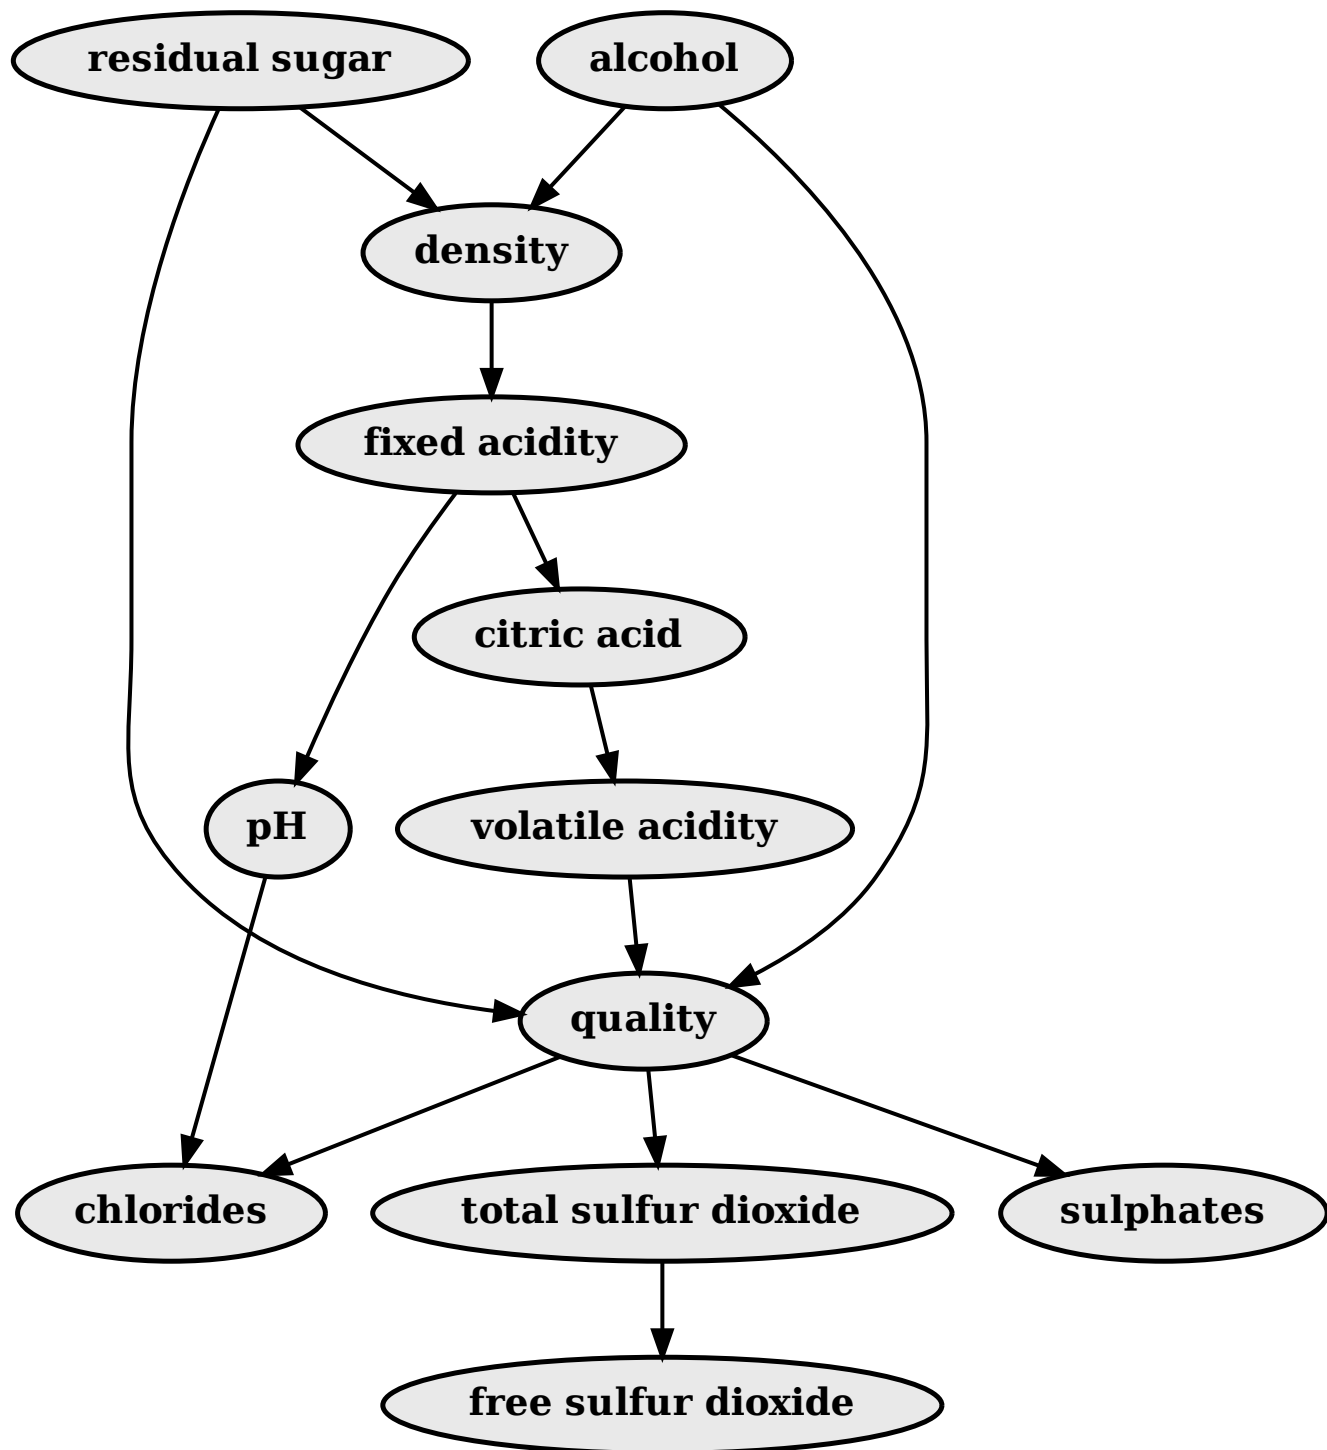 residual sugar
alcohol
density
fixed acidity
citric acid
pH
volatile acidity
quality
chlorides
total sulfur dioxide
sulphates
free sulfur dioxide